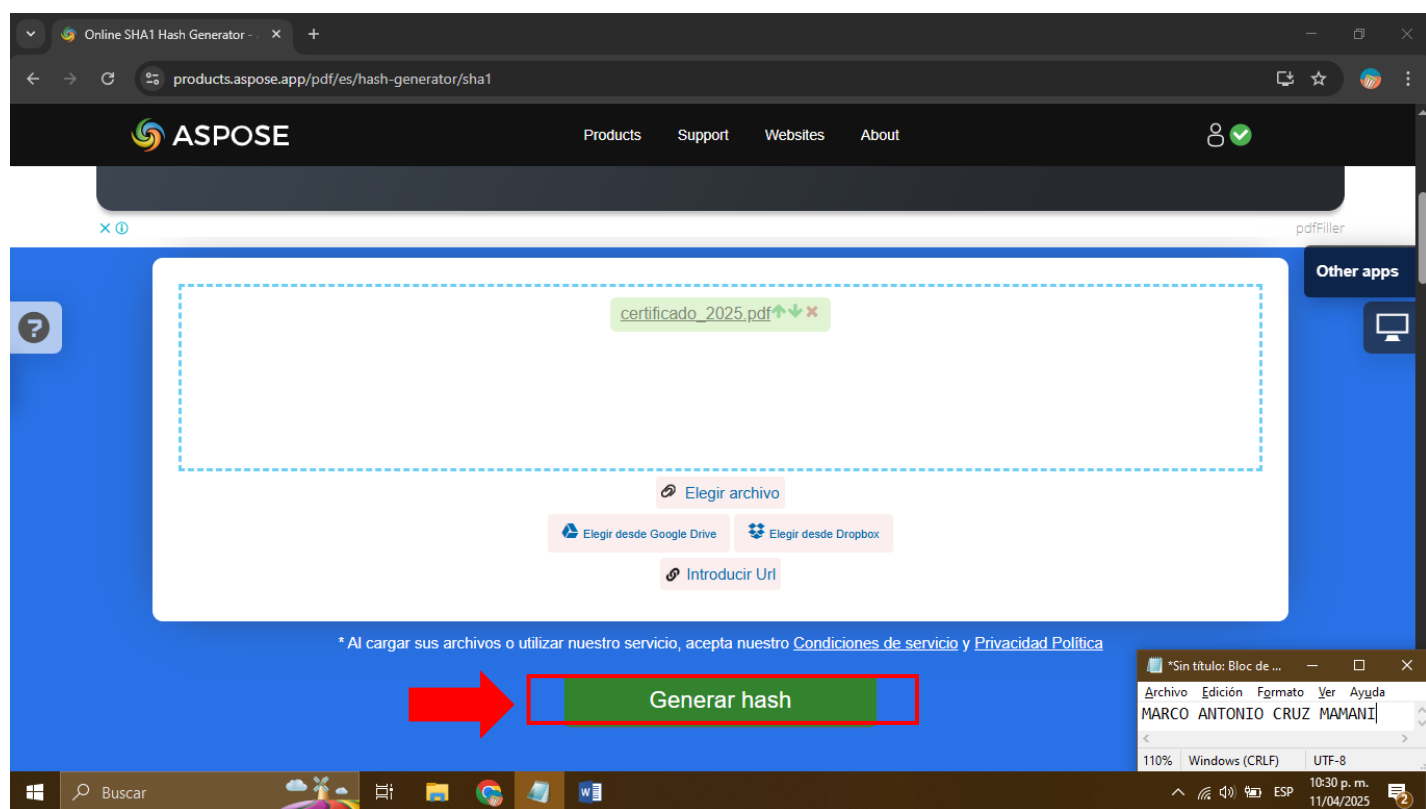 Online SHA1 Hash Generator -
products.aspose.app/pdf/es/hash-generator/sha1
ASPOSE
Products Support Websites About
pdfFiller
Other apps
certificado_2025.pdf
Elegir archivo
Elegir desde Google Drive Elegir desde Dropbox
Introducir Url
* Al cargar sus archivos o utilizar nuestro servicio, acepta nuestro Condiciones de servicio y Privacidad Política
Generar hash
*Sin título: Bloc de ...
Archivo Edición Formato Ver Ayuda
MARCO ANTONIO CRUZ MAMANI
110% Windows (CRLF) UTF-8
Buscar
ESP
10:30 p. m.
11/04/2025
2